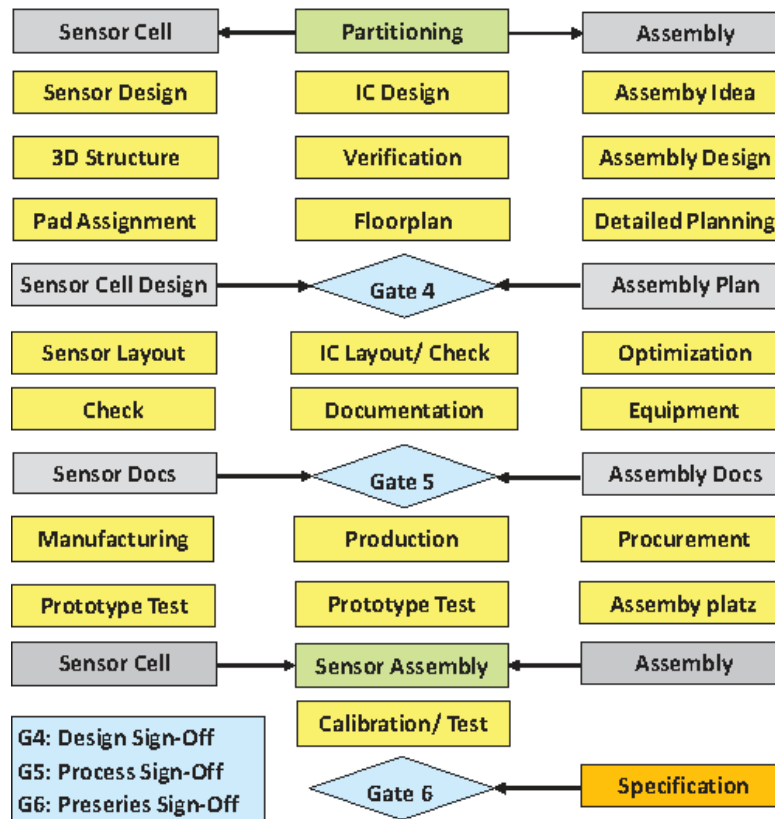 Sensor Cell
Partitioning
Assembly
Sensor Design
IC Design
Assemby Idea
3D Structure
Verification
Assembly Design
Pad Assignment
Floorplan
Detailed Planning
Sensor Cell Design
Gate 4
Assembly Plan
Sensor Layout
IC Layout/ Check
Optimization
Check
Documentation
Equipment
Sensor Docs
Gate 5
Assembly Docs
Manufacturing
Production
Procurement
Prototype Test
Prototype Test
Assemby platz
Sensor Cell
Sensor Assembly
Assembly
Calibration/ Test
G4: Design Sign-Off
G5: Process Sign-Off
G6: Preseries Sign-Off
Gate 6
Specification